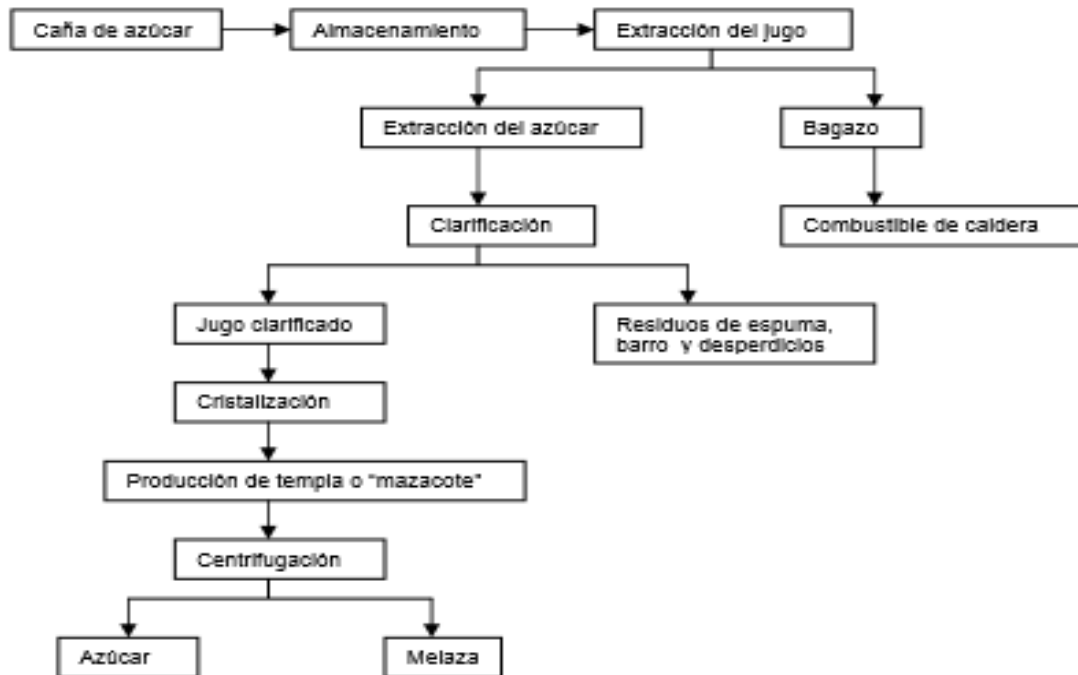 Caña de azúcar
Almacenamiento
Extracción del jugo
Extracción del azúcar
Bagazo
Clarificación
Combustible de caldera
Jugo clarificado
Residuos de espuma,
barro y desperdicios
Cristalización
Producción de templa o "mazacote"
Centrifugación
Azúcar
Melaza